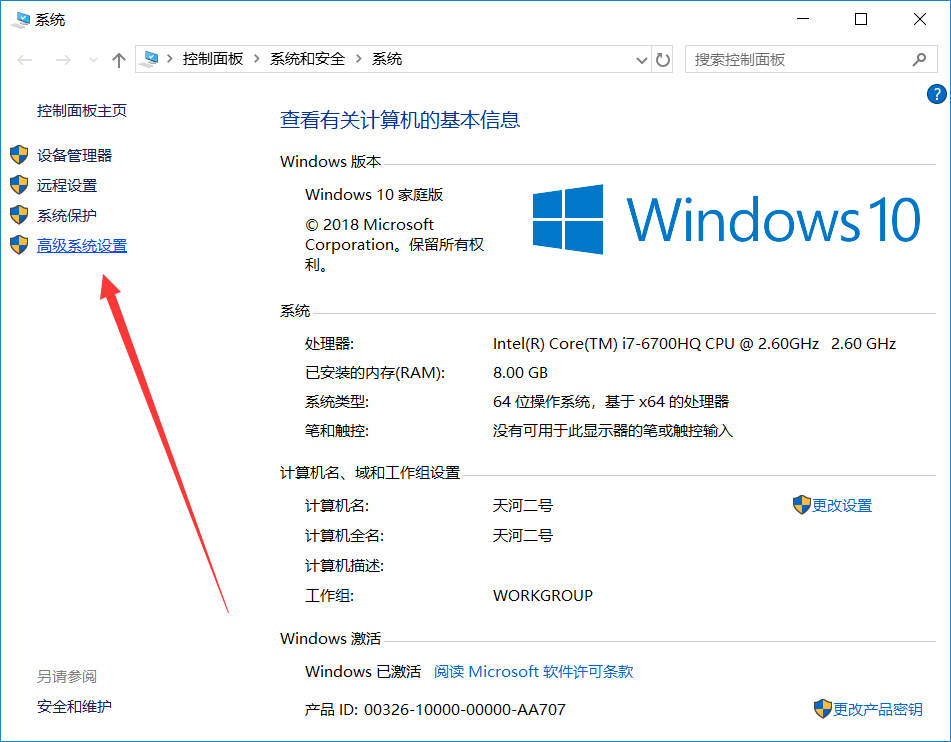 系统
控制面板 系统和安全 系统
搜索控制面板
?
控制面板主页
设备管理器
远程设置
系统保护
高级系统设置
查看有关计算机的基本信息
Windows 版本
Windows 10 家庭版
© 2018 Microsoft
Corporation。保留所有权
利。
Windows 10
系统
处理器: Intel(R) Core(TM) i7-6700HQ CPU @ 2.60GHz 2.60 GHz
已安装的内存(RAM): 8.00 GB
系统类型: 64 位操作系统，基于 x64 的处理器
笔和触控: 没有可用于此显示器的笔或触控输入
计算机名、域和工作组设置
计算机名: 天河二号 更改设置
计算机全名: 天河二号
计算机描述:
工作组: WORKGROUP
Windows 激活
Windows 已激活 阅读 Microsoft 软件许可条款
产品 ID: 00326-10000-00000-AA707 更改产品密钥
另请参阅
安全和维护